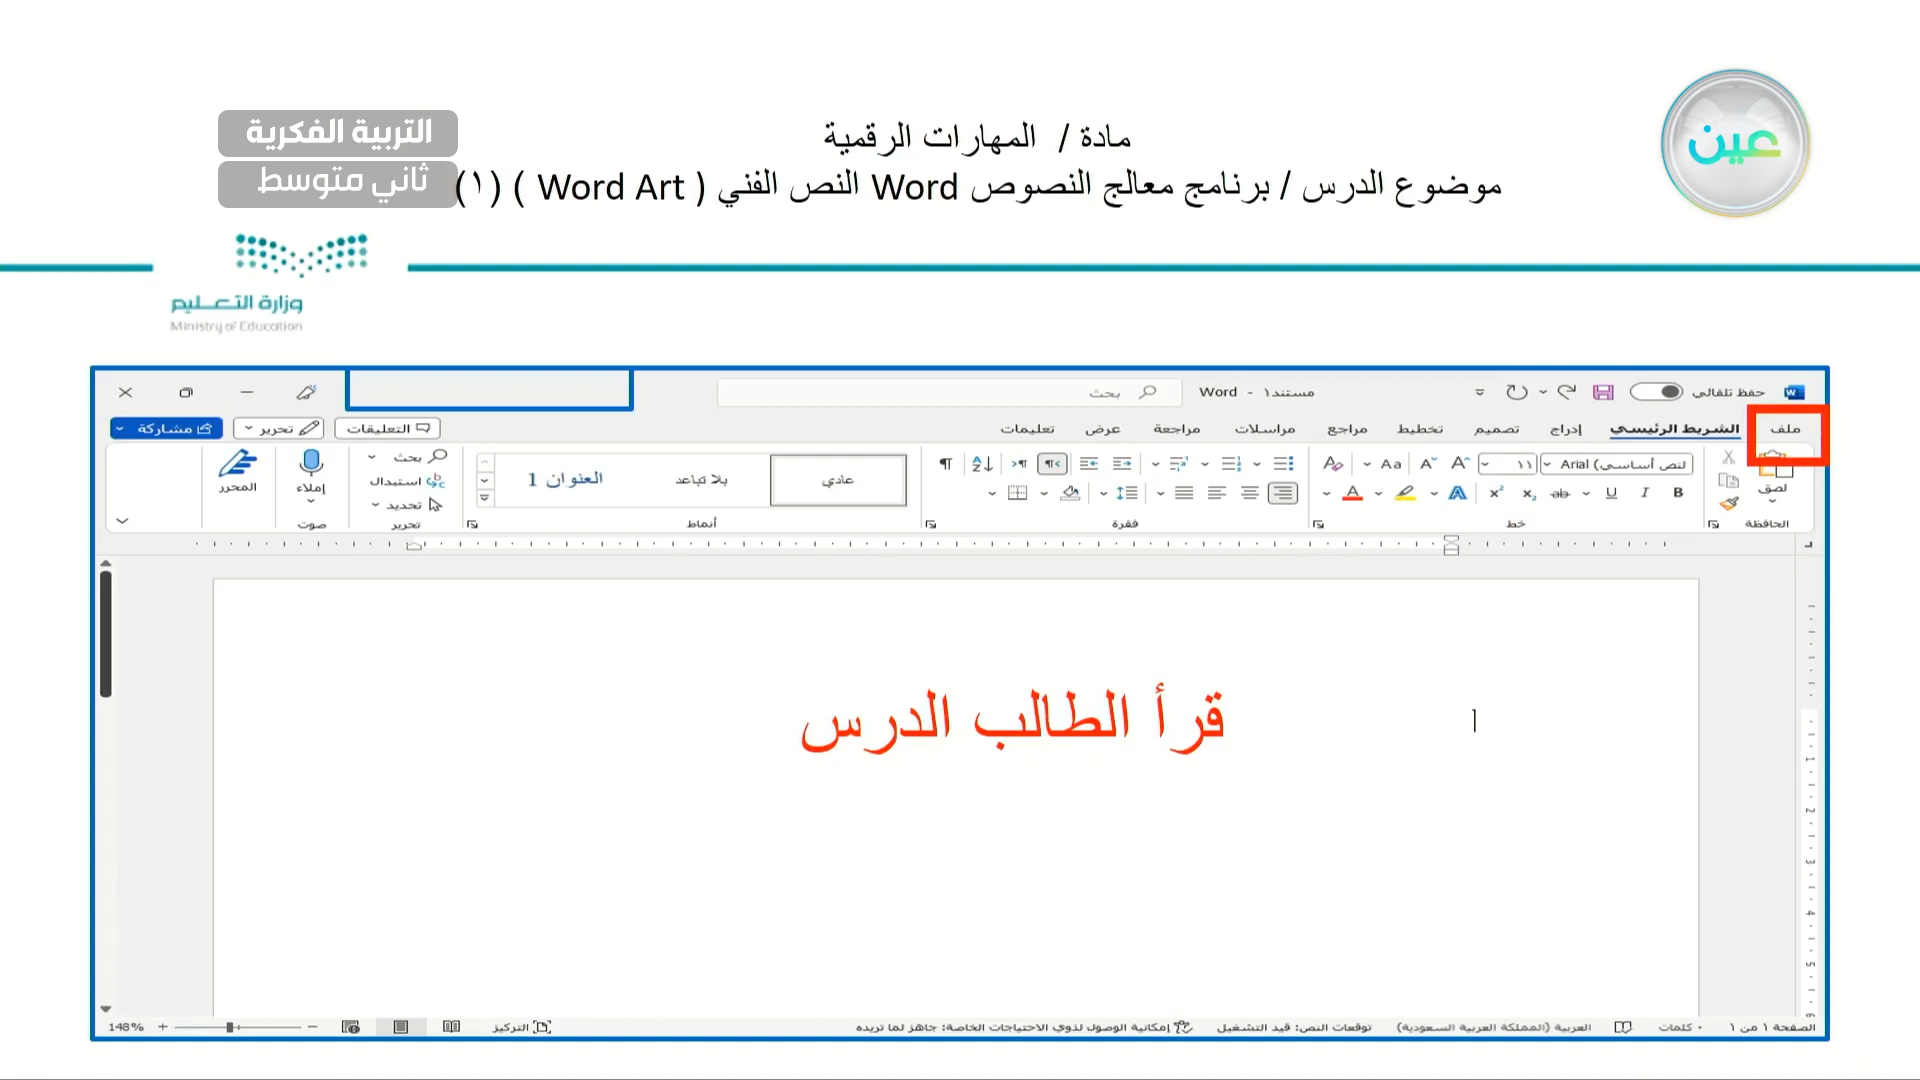 التربية الفكرية
ثاني متوسط
مادة / المهارات الرقمية
موضوع الدرس / برنامج معالج النصوص Word النص الفني ( Word Art ) (١)
عين
وزارة التعليم
Ministry of Education
حفظ تلقائي
مستند١ - Word
بحث
ملف الشريط الرئيسي إدراج تصميم تخطيط مراجع مراسلات مراجعة عرض تعليمات
التعليقات تحرير مشاركة
لصق
الحافظة
Arial (نص أساسي ١١
خط
فقرة
عادي بلا تباعد العنوان 1
أنماط
بحث
استبدال
تحديد
تحرير
إملاء
صوت
المحرر
قرأ الطالب الدرس
الصفحة ١ من ١ ٠ كلمات العربية (المملكة العربية السعودية) توقعات النص: قيد التشغيل إمكانية الوصول لذوي الاحتياجات الخاصة: جاهز لما تريده التركيز 148%